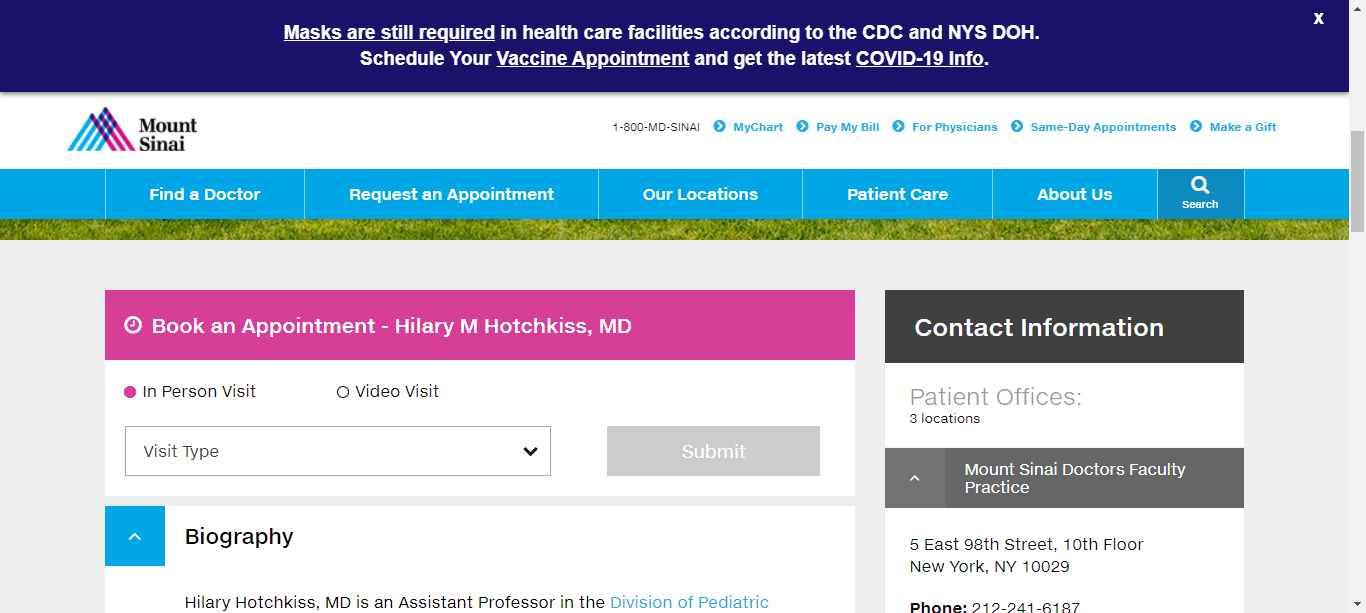 Masks are still required in health care facilities according to the CDC and NYS DOH.
Schedule Your Vaccine Appointment and get the latest COVID-19 Info.
X
Mount
Sinai
1-800-MD-SINAI MyChart Pay My Bill For Physicians Same-Day Appointments Make a Gift
Find a Doctor Request an Appointment Our Locations Patient Care About Us Search
Book an Appointment - Hilary M Hotchkiss, MD
In Person Visit Video Visit
Visit Type Submit
Biography
Hilary Hotchkiss, MD is an Assistant Professor in the Division of Pediatric
Contact Information
Patient Offices:
3 locations
Mount Sinai Doctors Faculty
Practice
5 East 98th Street, 10th Floor
New York, NY 10029
Phone: 212-241-6187